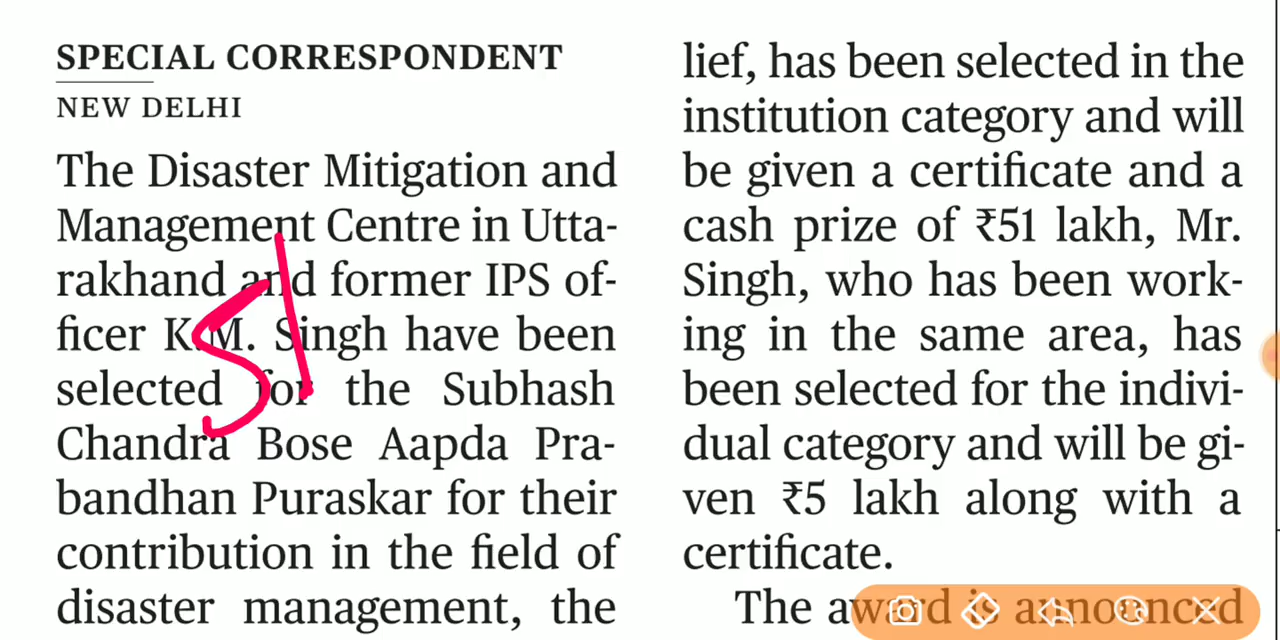 SPECIAL CORRESPONDENT
NEW DELHI
The Disaster Mitigation and
Management Centre in Utta-
rakhand and former IPS of-
ficer K.M. Singh have been
selected for the Subhash
Chandra Bose Aapda Pra-
bandhan Puraskar for their
contribution in the field of
disaster management, the
lief, has been selected in the
institution category and will
be given a certificate and a
cash prize of ₹51 lakh, Mr.
Singh, who has been work-
ing in the same area, has
been selected for the indivi-
dual category and will be gi-
ven ₹5 lakh along with a
certificate.
The award is announced
51